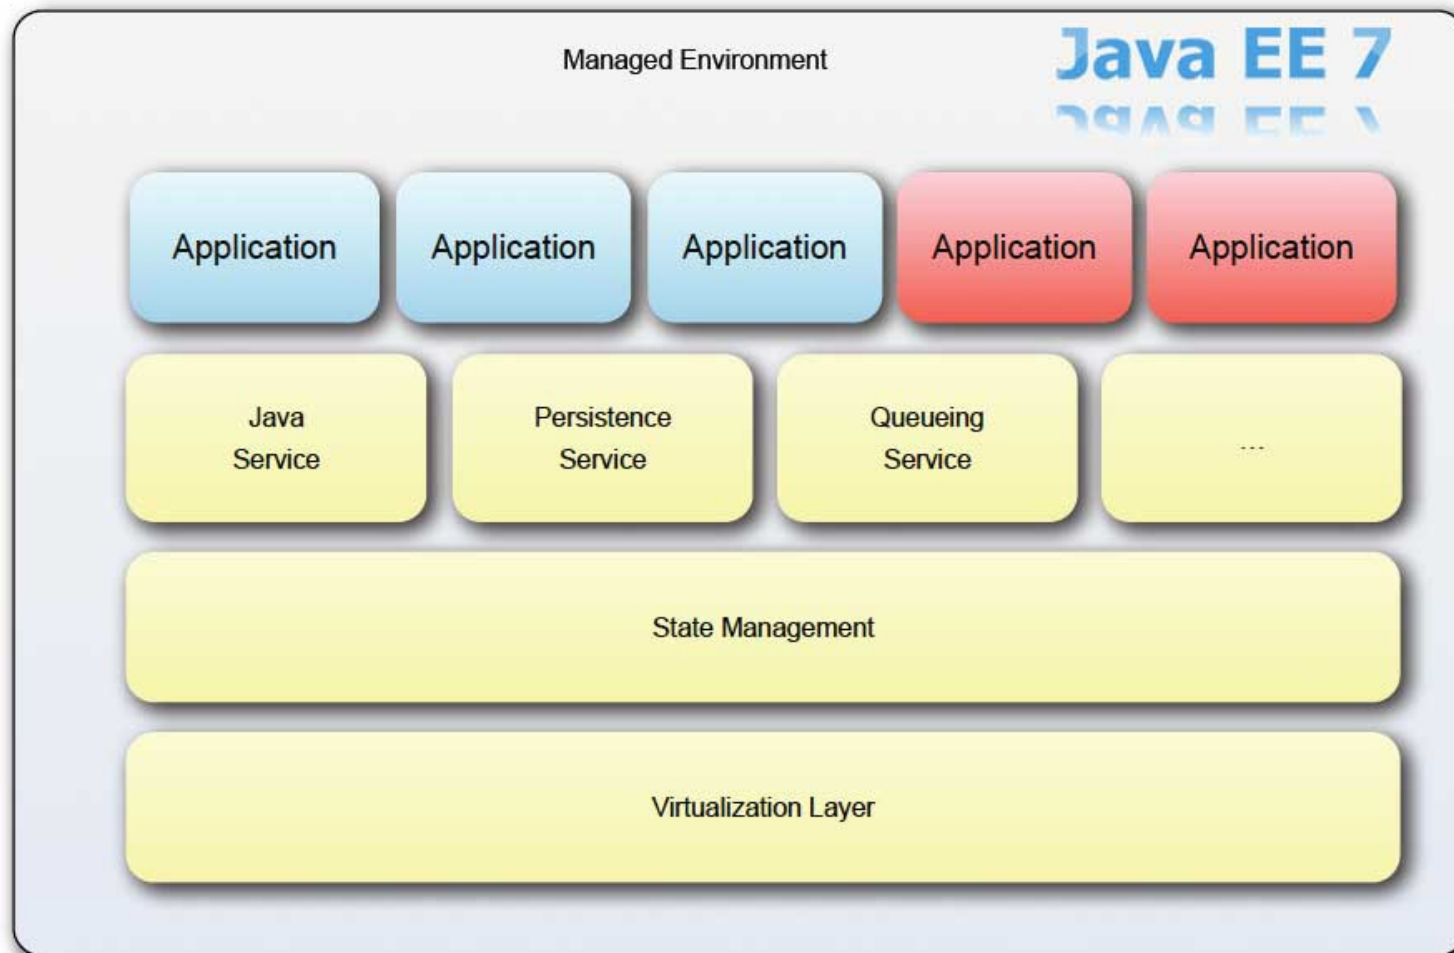 Managed Environment
Java EE 7
Application
Application
Application
Application
Application
Java
Service
Persistence
Service
Queueing
Service
...
State Management
Virtualization Layer